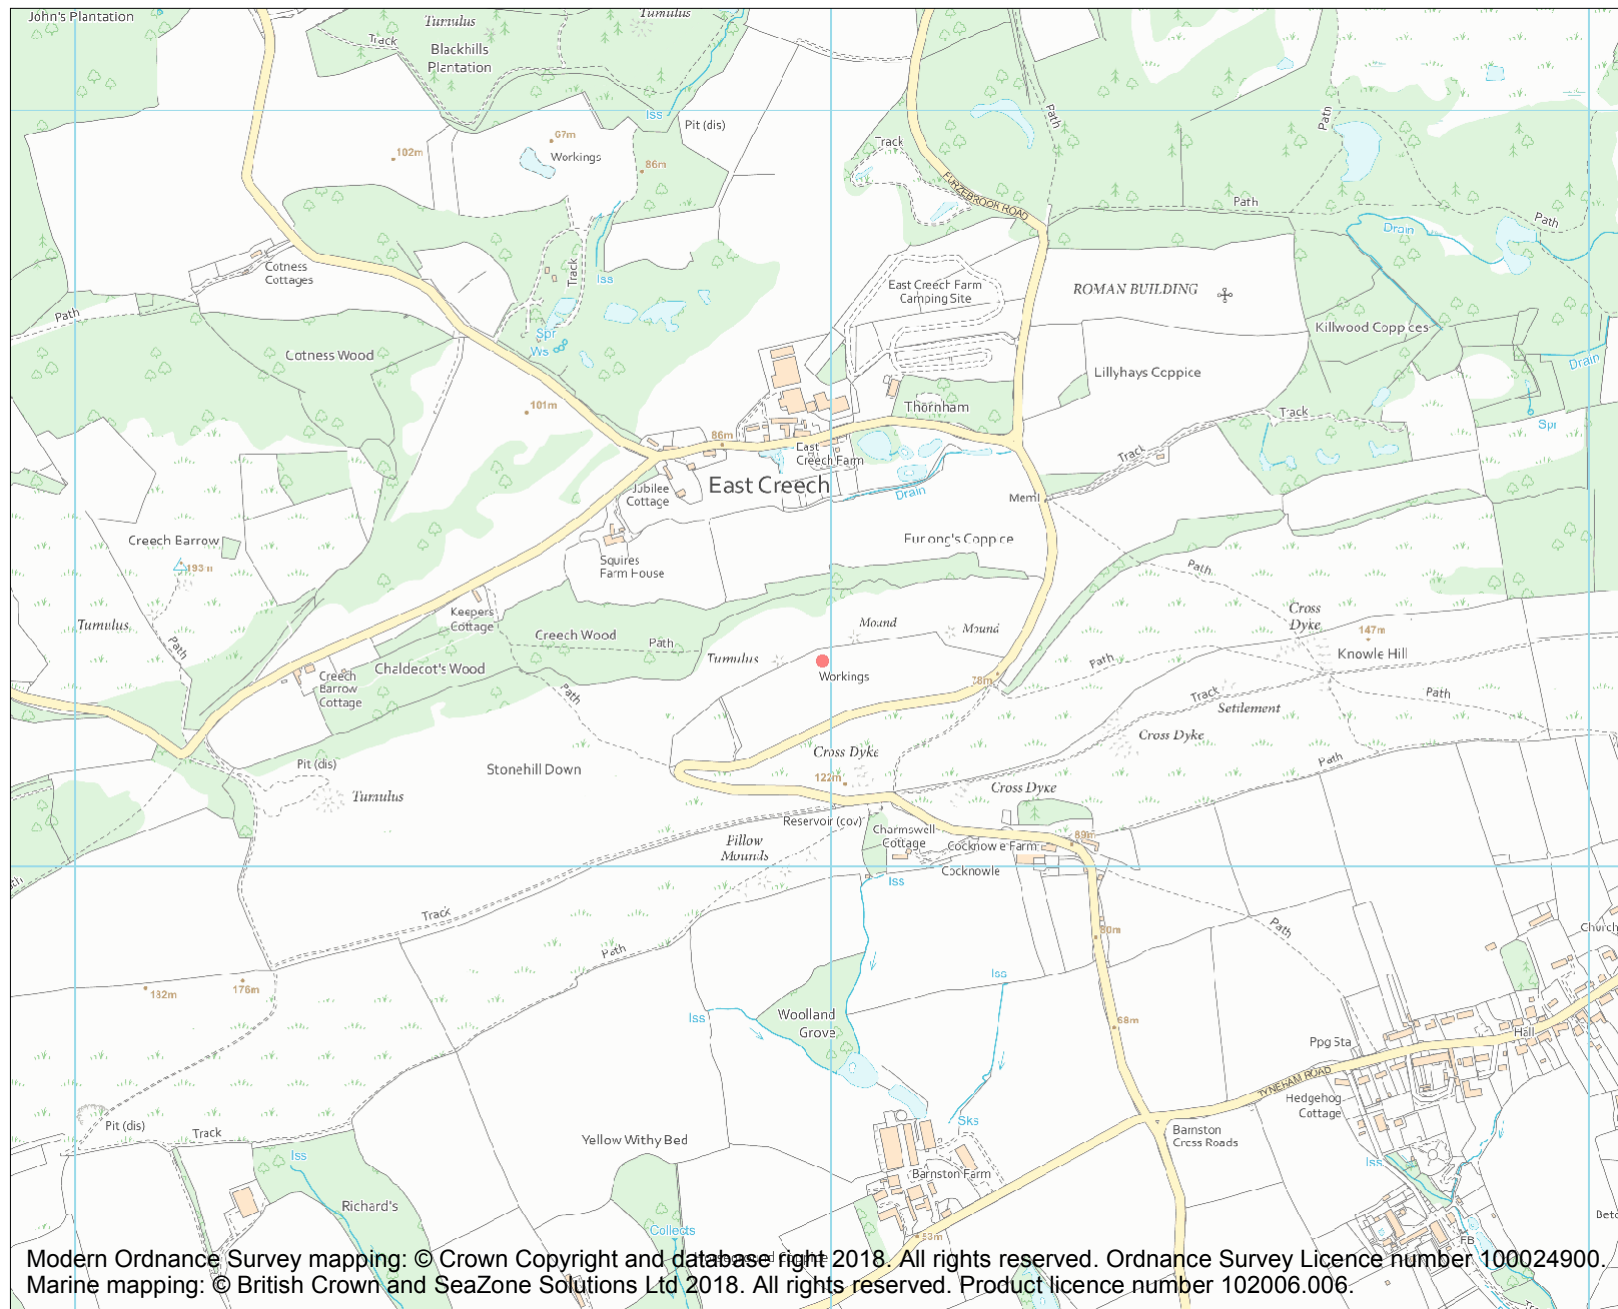 John's Plantation
Tumulus
Tumulus
Track
Blackhills
Plantation
Iss
Pit (dis)
Path
Path
102m
Workings
86m
Track
FURZEBROOK ROAD
Path
Path
Drain
Cotness
Cottages
Track
Iss
East Creech Farm
Camping Site
ROMAN BUILDING
Path
Spr
Ws
Killwood Coppices
Cotness Wood
Drain
Lillyhays Coppice
101m
Thornham
Track
Spr
86m
East
Creech Farm
Track
Jubilee
Cottage
East Creech
Drain
Meml
Creech Barrow
193m
Squires
Farm House
Furlong's Coppice
Path
Tumulus
Keepers
Cottage
Creech Wood
Path
Mound
Mound
Cross
Dyke
147m
Knowle Hill
Path
Creech
Barrow
Cottage
Chaldecot's Wood
Tumulus
Workings
78m
Path
Path
Track
Path
Settlement
Cross Dyke
Cross Dyke
Pit (dis)
Stonehill Down
122m
Path
Tumulus
Cross Dyke
Reservoir (cov)
Pillow
Mounds
Charmswell
Cottage
Cocknowle Farm
89m
Cocknowle
Iss
Track
Path
Path
80m
Church
Iss
182m
176m
Iss
Woolland
Grove
68m
Hall
Ppg Sta
TYNEHAM ROAD
Hedgehog
Cottage
Pit (dis)
Track
Yellow Withy Bed
Sks
Barnston
Cross Roads
Iss
Iss
Barnston Farm
Richard's
Collects
53m
FB
Modern Ordnance Survey mapping: © Crown Copyright and database right 2018. All rights reserved. Ordnance Survey Licence number 100024900.
Marine mapping: © British Crown and SeaZone Solutions Ltd 2018. All rights reserved. Product licence number 102006.006.